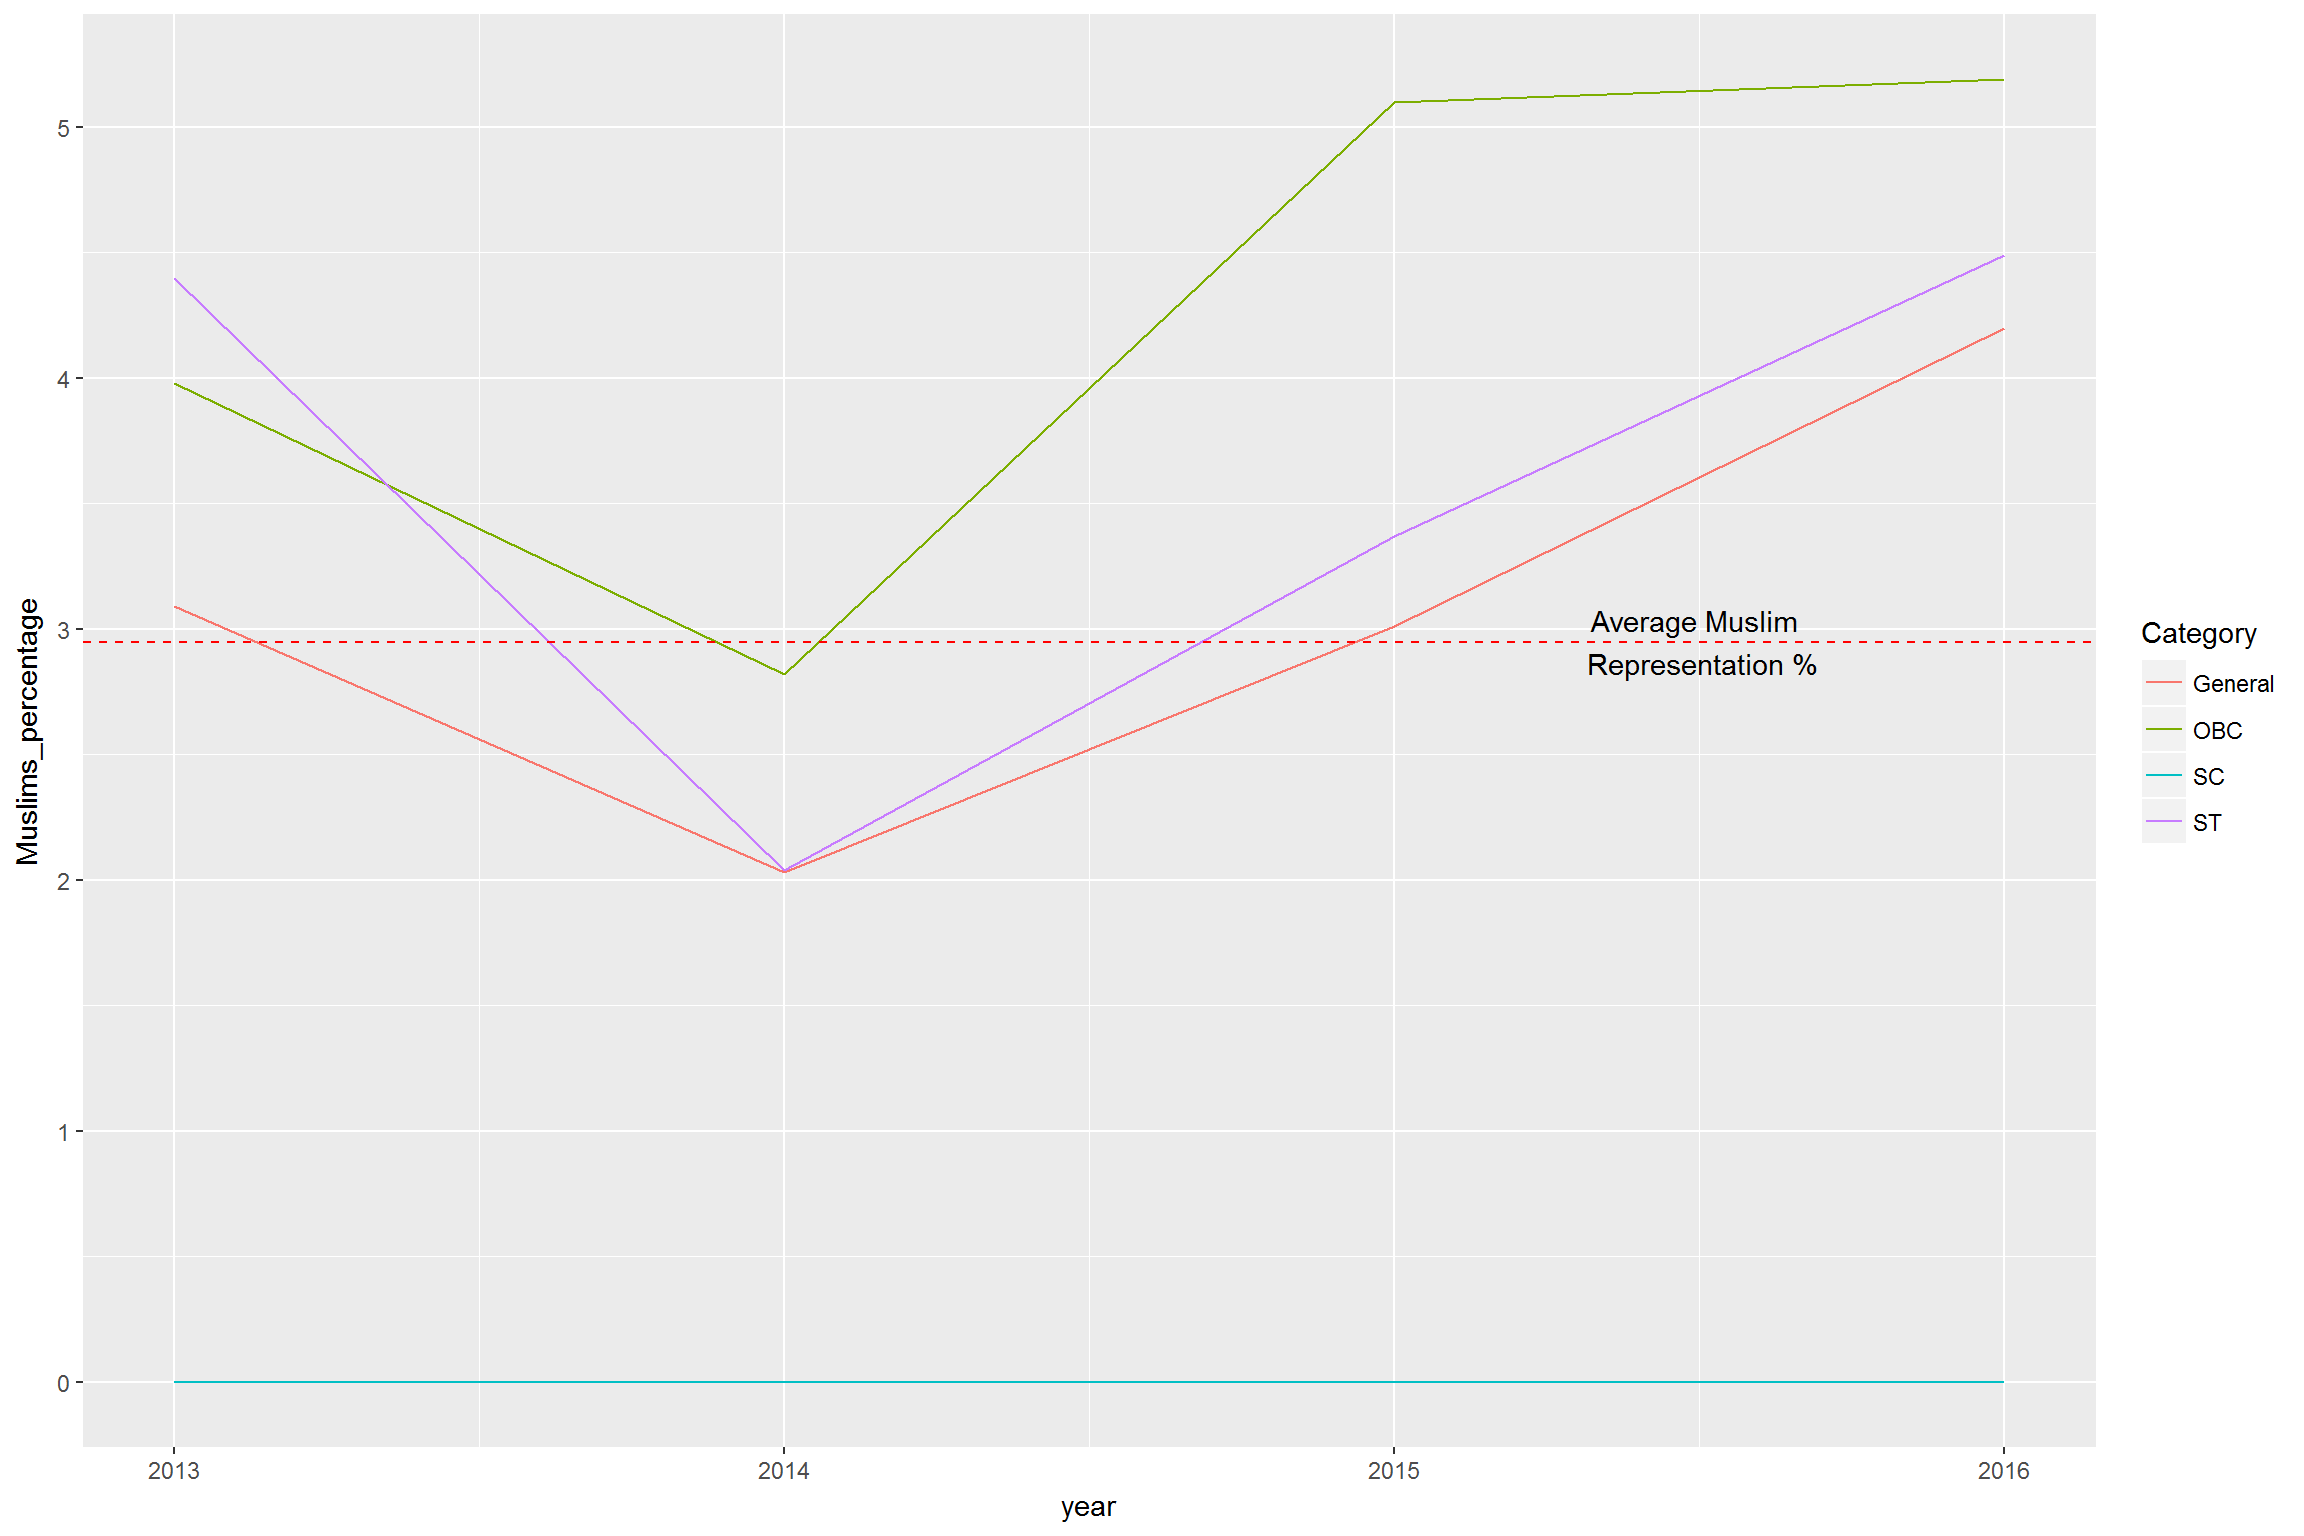 Muslims_percentage
5
4
3
2
1
0
Average Muslim
Representation %
2013
2014
2015
2016
year
Category
General
OBC
SC
ST